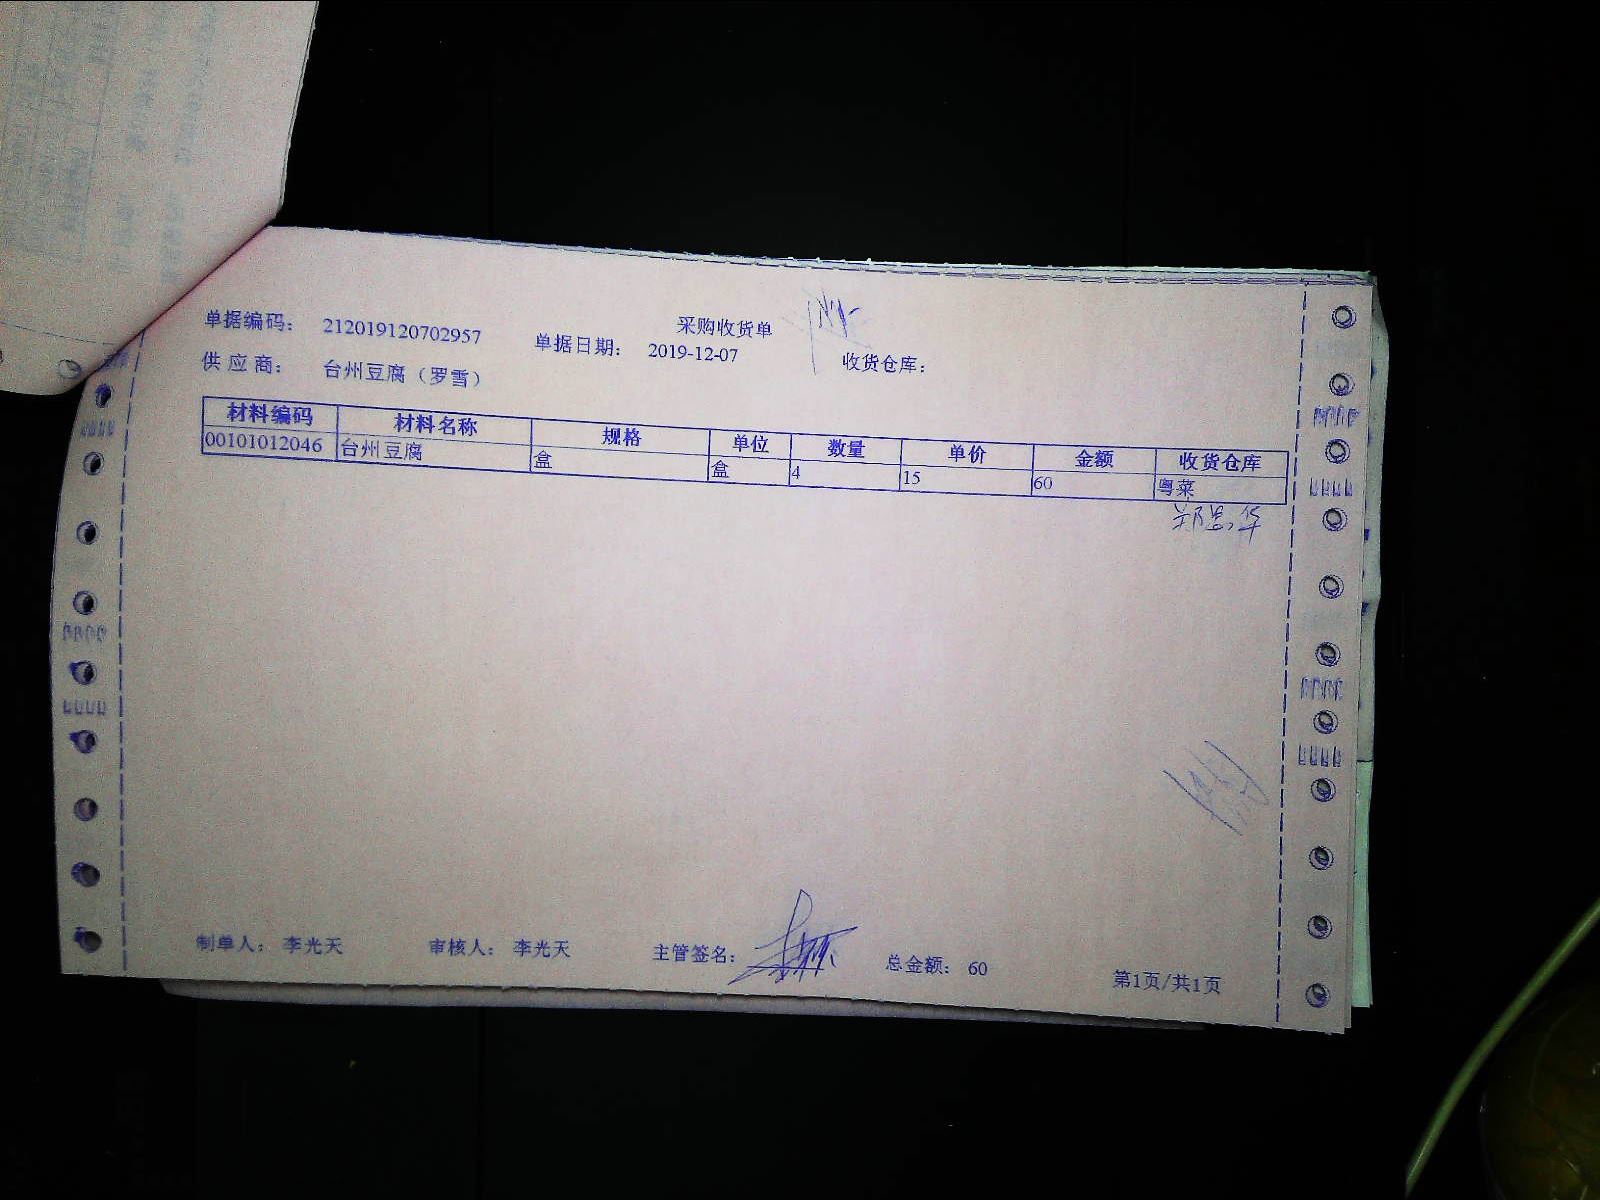 采购收货单
单据编码： 212019120702957 单据日期： 2019-12-07 收货仓库：
供应商： 台州豆腐（罗雪）
材料编码 材料名称 规格 单位 数量 单价 金额 收货仓库
00101012046 台州豆腐 盒 盒 4 15 60 粤菜
制单人： 李光天 审核人： 李光天 主管签名： 总金额： 60 第1页/共1页